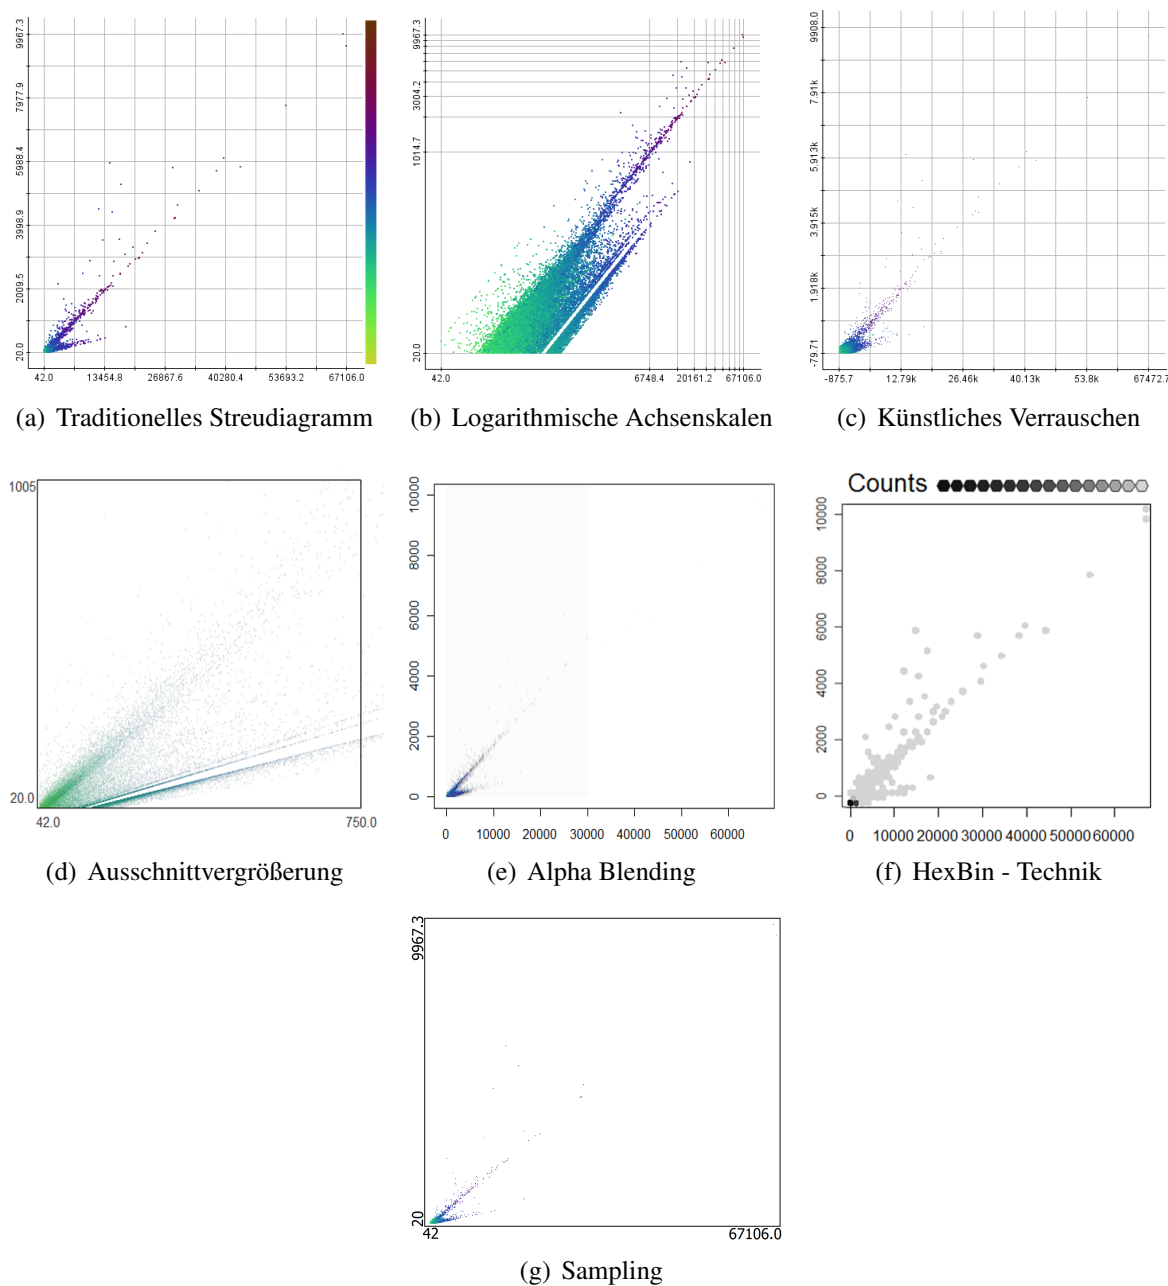 9967.3
7977.9
5988.4
3998.9
2009.5
20.0
42.0 13454.8 26867.6 40280.4 53693.2 67106.0
(a) Traditionelles Streudiagramm
9967.3
3004.2
1014.7
20.0
42.0 6748.4 20161.2 67106.0
(b) Logarithmische Achsenskalen
9908.0
7.91k
5.913k
3.915k
1.918k
-79.71
-875.7 12.79k 26.46k 40.13k 53.8k 67472.7
(c) Künstliches Verrauschen
1005
20.0
42.0 750.0
(d) Ausschnittvergrößerung
10000
8000
6000
4000
2000
0
0 10000 20000 30000 40000 50000 60000
(e) Alpha Blending
Counts
10000
8000
6000
4000
2000
0
0 10000 20000 30000 40000 50000 60000
(f) HexBin - Technik
9967.3
20
42 67106.0
(g) Sampling